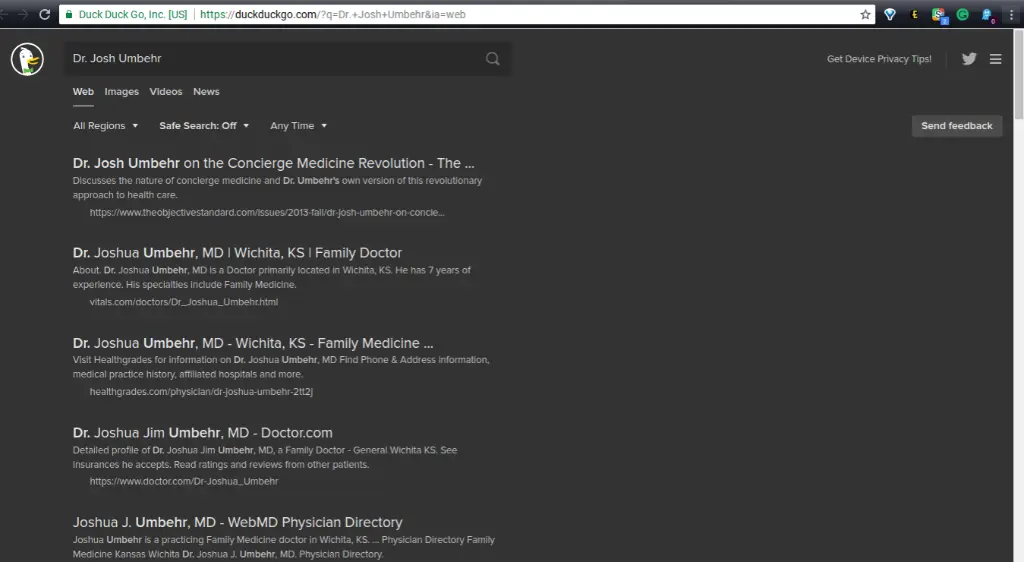 Duck Duck Go, Inc. [US] https://duckduckgo.com/?q=Dr.+Josh+Umbehr&ia=web
Dr. Josh Umbehr
Get Device Privacy Tips!
Web Images Videos News
All Regions Safe Search: Off Any Time
Send feedback
Dr. Josh Umbehr on the Concierge Medicine Revolution - The ...
Discusses the nature of concierge medicine and Dr. Umbehr's own version of this revolutionary
approach to health care.
https://www.theobjectivestandard.com/issues/2013-fall/dr-josh-umbehr-on-concie...
Dr. Joshua Umbehr, MD | Wichita, KS | Family Doctor
About. Dr. Joshua Umbehr, MD is a Doctor primarily located in Wichita, KS. He has 7 years of
experience. His specialties include Family Medicine.
vitals.com/doctors/Dr_Joshua_Umbehr.html
Dr. Joshua Umbehr, MD - Wichita, KS - Family Medicine ...
Visit Healthgrades for information on Dr. Joshua Umbehr, MD Find Phone & Address information,
medical practice history, affiliated hospitals and more.
healthgrades.com/physician/dr-joshua-umbehr-2tt2j
Dr. Joshua Jim Umbehr, MD - Doctor.com
Detailed profile of Dr. Joshua Jim Umbehr, MD, a Family Doctor - General Wichita KS. See
insurances he accepts. Read ratings and reviews from other patients.
https://www.doctor.com/Dr-Joshua_Umbehr
Joshua J. Umbehr, MD - WebMD Physician Directory
Joshua Umbehr is a practicing Family Medicine doctor in Wichita, KS. ... Physician Directory Family
Medicine Kansas Wichita Dr. Joshua J. Umbehr, MD. Physician Directory.